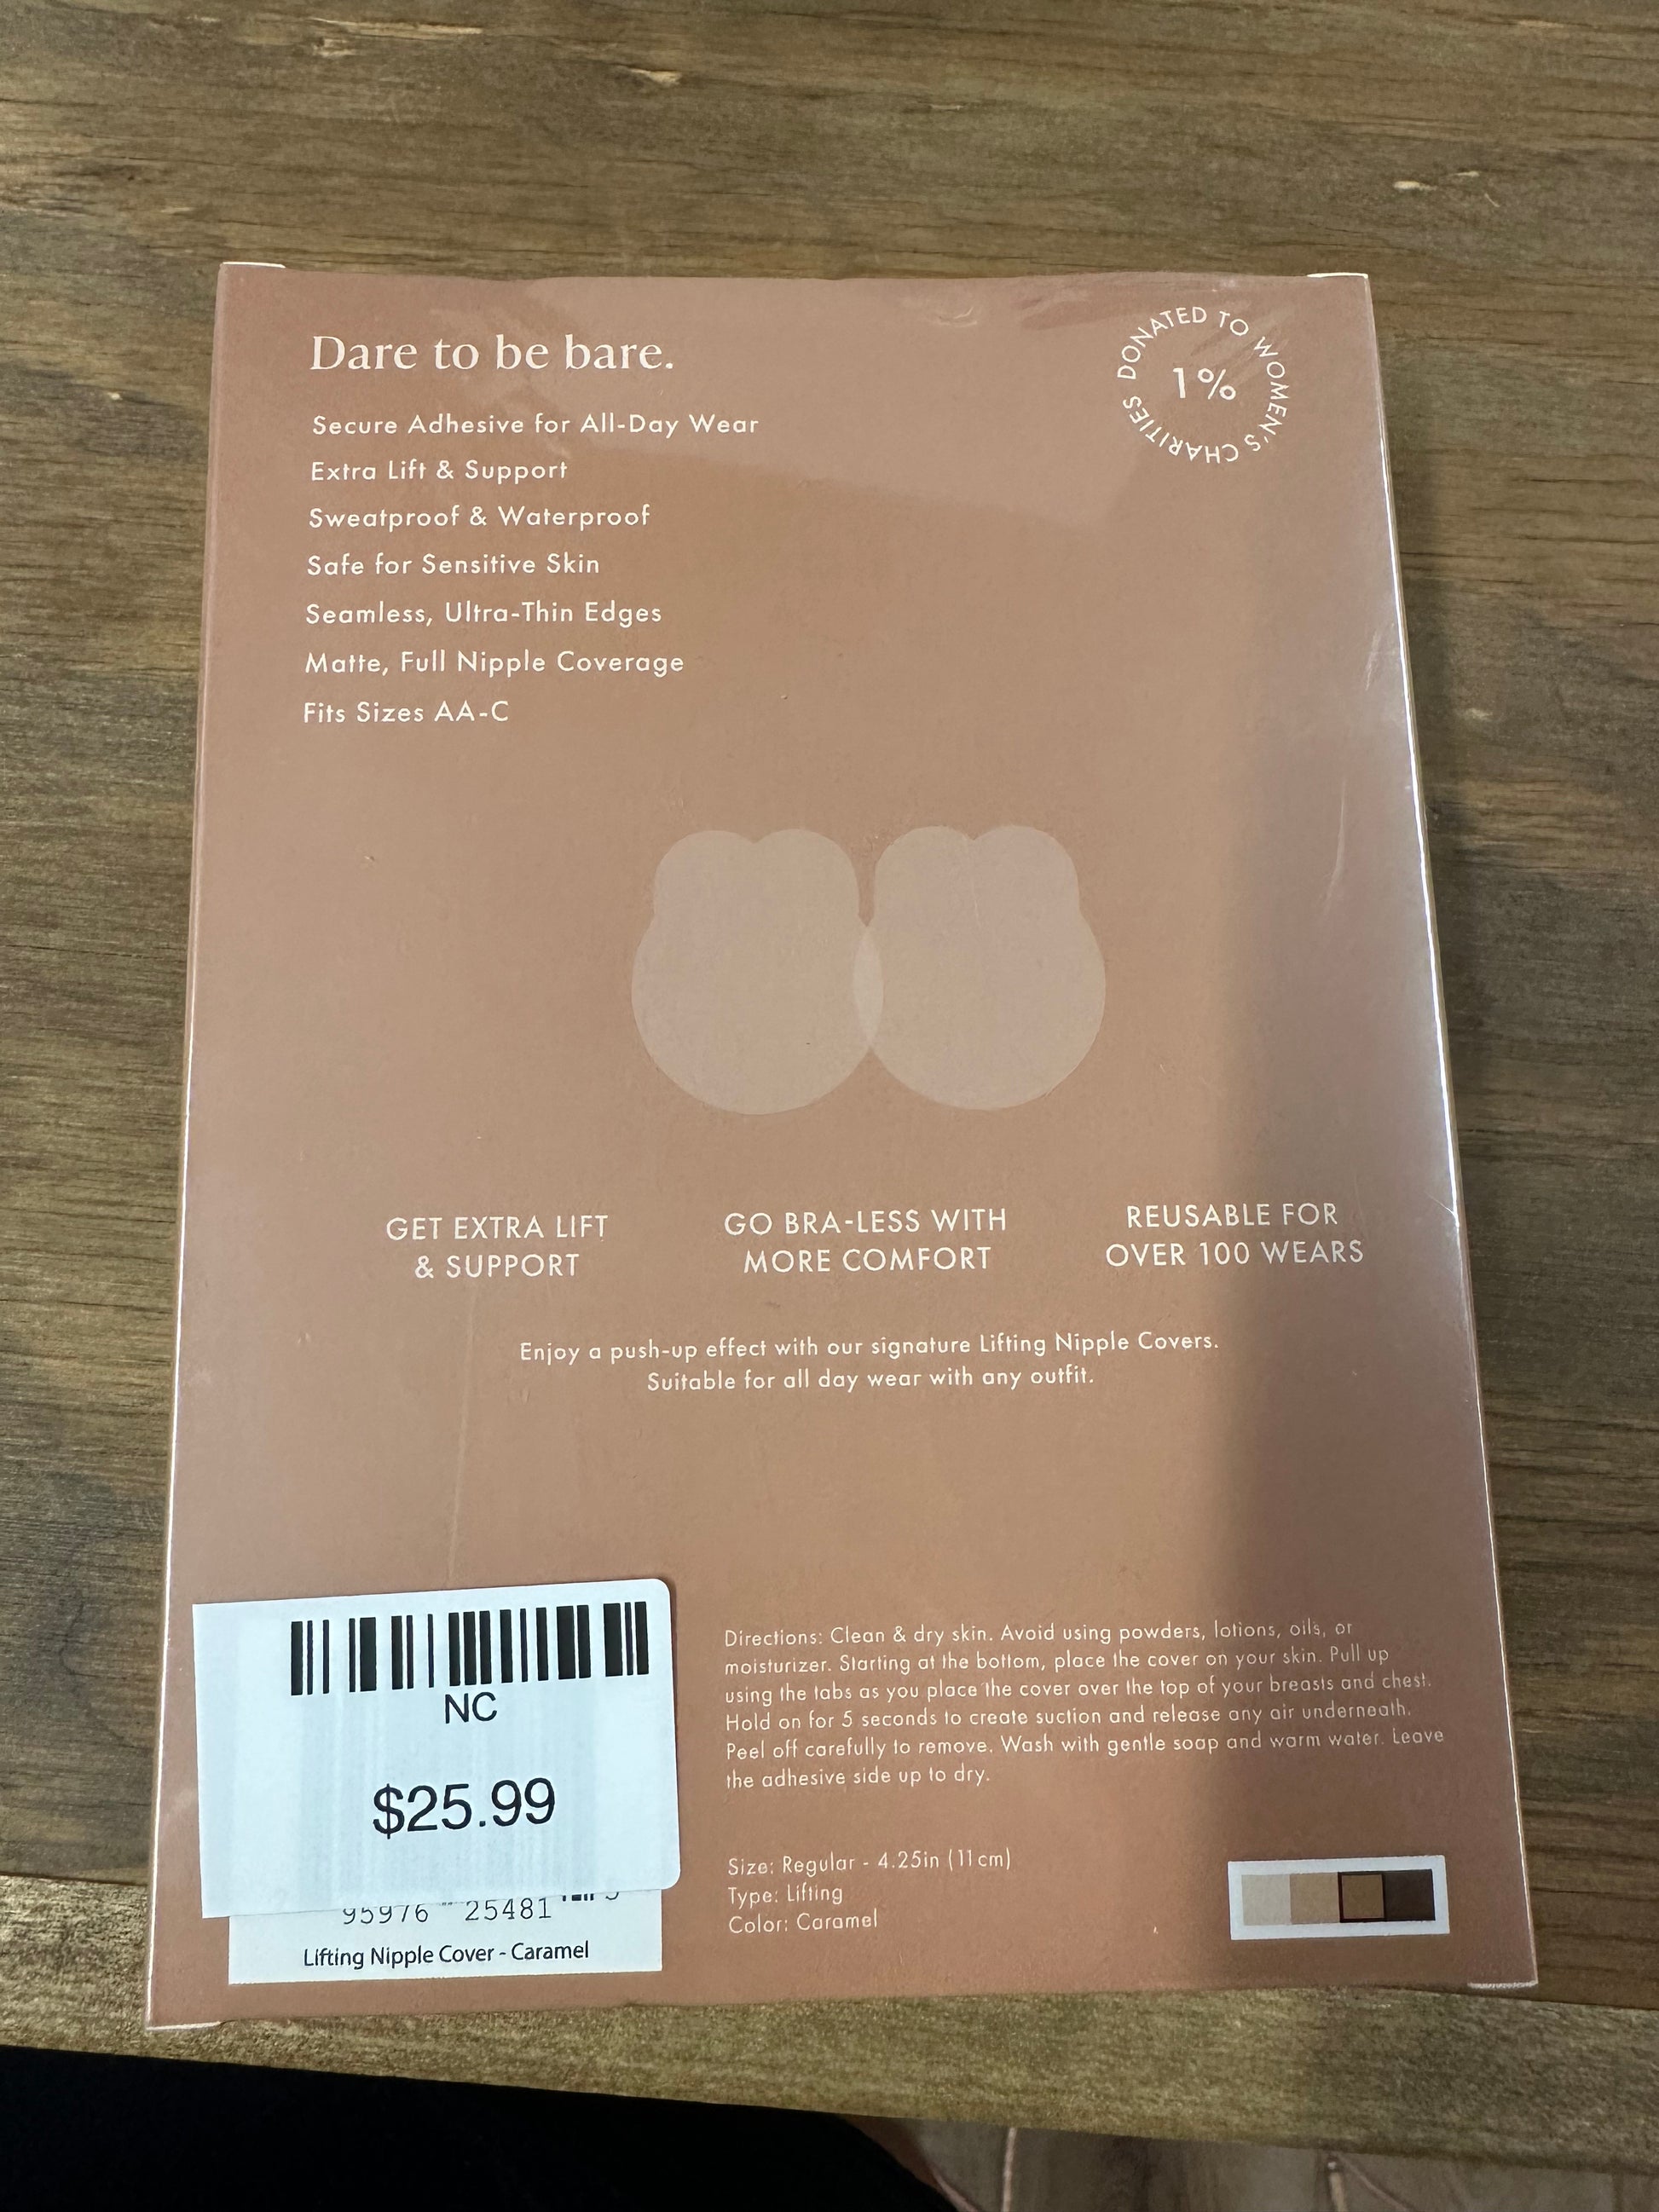 Dare to be bare.
DONATED TO WOMEN'S CHARITIES
1%
Secure Adhesive for All-Day Wear
Extra Lift & Support
Sweatproof & Waterproof
Safe for Sensitive Skin
Seamless, Ultra-Thin Edges
Matte, Full Nipple Coverage
Fits Sizes AA-C
GET EXTRA LIFT
& SUPPORT
GO BRA-LESS WITH
MORE COMFORT
REUSABLE FOR
OVER 100 WEARS
Enjoy a push-up effect with our signature Lifting Nipple Covers.
Suitable for all day wear with any outfit.
NC
$25.99
95976 25481
Lifting Nipple Cover - Caramel
Directions: Clean & dry skin. Avoid using powders, lotions, oils, or
moisturizer. Starting at the bottom, place the cover on your skin. Pull up
using the tabs as you place the cover over the top of your breasts and chest.
Hold on for 5 seconds to create suction and release any air underneath.
Peel off carefully to remove. Wash with gentle soap and warm water. Leave
the adhesive side up to dry.
Size: Regular - 4.25in (11cm)
Type: Lifting
Color: Caramel